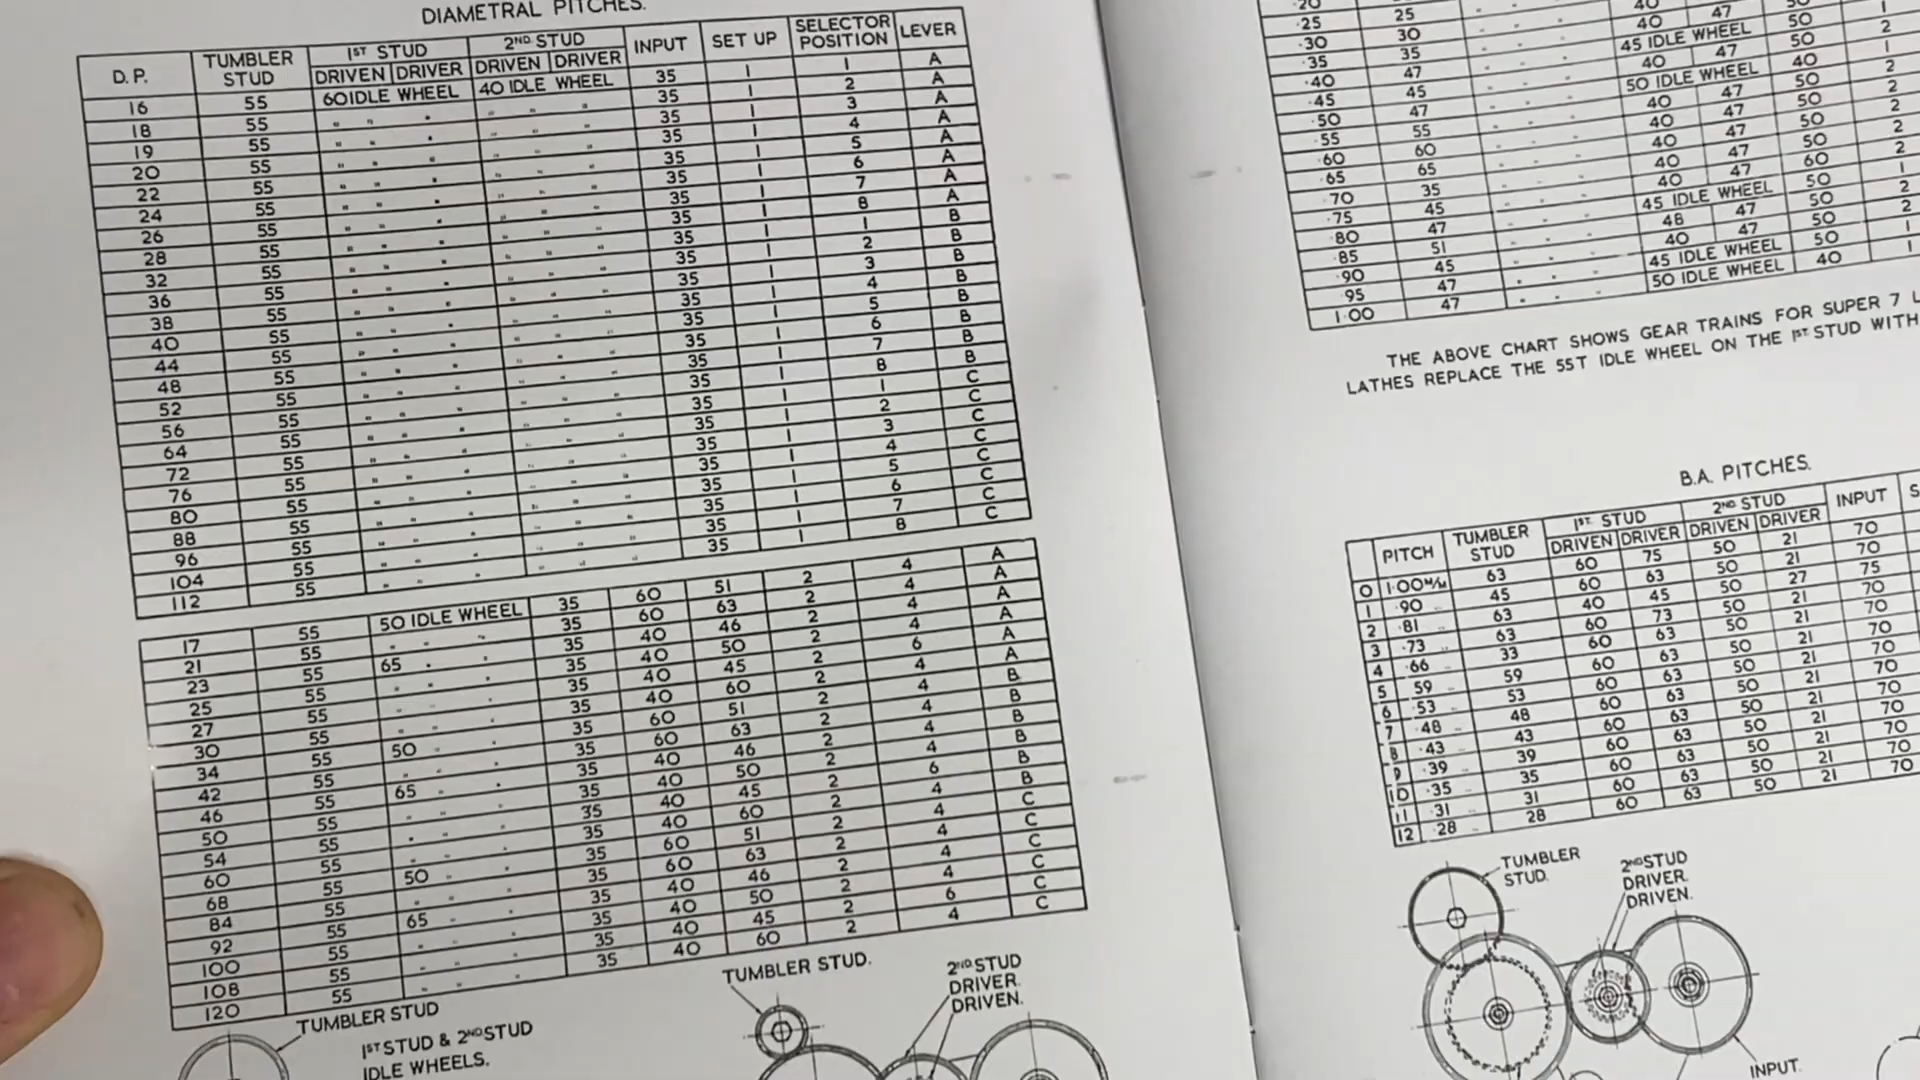 DIAMETRAL PITCHES.
D.P. TUMBLER STUD 1ST STUD DRIVEN DRIVER 2ND STUD DRIVEN DRIVER INPUT SET UP SELECTOR POSITION LEVER
16 55 60 IDLE WHEEL 40 IDLE WHEEL 35 1 1 A
18 55 " " " " " " 35 1 2 A
19 55 " " " " " " 35 1 3 A
20 55 " " " " " " 35 1 4 A
22 55 " " " " " " 35 1 5 A
24 55 " " " " " " 35 1 6 A
26 55 " " " " " " 35 1 7 A
28 55 " " " " " " 35 1 8 A
32 55 " " " " " " 35 1 1 B
36 55 " " " " " " 35 1 2 B
38 55 " " " " " " 35 1 3 B
40 55 " " " " " " 35 1 4 B
44 55 " " " " " " 35 1 5 B
48 55 " " " " " " 35 1 6 B
52 55 " " " " " " 35 1 7 B
56 55 " " " " " " 35 1 8 B
64 55 " " " " " " 35 1 1 C
72 55 " " " " " " 35 1 2 C
76 55 " " " " " " 35 1 3 C
80 55 " " " " " " 35 1 4 C
88 55 " " " " " " 35 1 5 C
96 55 " " " " " " 35 1 6 C
104 55 " " " " " " 35 1 7 C
112 55 " " " " " " 35 1 8 C
17 55 50 IDLE WHEEL 35 60 51 2 4 A
21 55 " " 35 60 63 2 4 A
23 55 65 " " 35 40 46 2 4 A
25 55 " " " 35 40 50 2 4 A
27 55 " " " 35 40 45 2 6 A
30 55 " " " 35 40 60 2 4 A
34 55 50 " " 35 60 51 2 4 B
42 55 " " " 35 60 63 2 4 B
46 55 65 " " 35 40 46 2 4 B
50 55 " " " 35 40 50 2 4 B
54 55 " " " 35 40 45 2 6 B
60 55 " " " 35 40 60 2 4 B
68 55 50 " " 35 60 51 2 4 C
84 55 " " 35 60 63 2 4 C
92 55 65 " " 35 40 46 2 4 C
100 55 " " " 35 40 50 2 4 C
108 55 " " " 35 40 45 2 6 C
120 55 " " " 35 40 60 2 4 C
TUMBLER STUD
1ST STUD & 2ND STUD
IDLE WHEELS.
TUMBLER STUD.
2ND STUD
DRIVER.
DRIVEN.
·20
·25 25
·30 30 " " " 40
·35 35 " " " 40 47 50
·40 47 " " " 45 IDLE WHEEL 50 1
·45 45 " " " 40 47 50 2
·50 47 " " " 50 IDLE WHEEL 40 1
·55 55 " " " 40 47 50 2
·60 60 " " " 40 47 50 2
·65 65 " " " 40 47 50 2
·70 35 " " " 40 47 50 2
·75 45 " " " 40 47 60 2
·80 47 " " " 45 IDLE WHEEL 50 1
·85 51 " " " 48 47 50 2
·90 45 " " " 40 47 50 2
·95 47 " " " 45 IDLE WHEEL 50 1
1·00 47 " " " 50 IDLE WHEEL 40 1
THE ABOVE CHART SHOWS GEAR TRAINS FOR SUPER 7
LATHES REPLACE THE 55T IDLE WHEEL ON THE 1ST STUD WITH
B.A. PITCHES.
PITCH TUMBLER STUD 1ST STUD DRIVEN DRIVER 2ND STUD DRIVEN DRIVER INPUT S
0 1·00 M/M 63 60 75 50 21 70
1 ·90 " 45 60 63 50 21 70
2 ·81 " 63 40 45 50 27 75
3 ·73 " 63 60 73 50 21 70
4 ·66 " 33 60 63 50 21 70
5 ·59 " 59 60 63 50 21 70
6 ·53 " 53 60 63 50 21 70
7 ·48 " 48 60 63 50 21 70
8 ·43 " 43 60 63 50 21 70
9 ·39 " 39 60 63 50 21 70
10 ·35 " 35 60 63 50 21 70
11 ·31 " 31 60 63 50 21 70
12 ·28 " 28 60 63 50 21 70
TUMBLER
STUD.
2ND STUD
DRIVER.
DRIVEN.
INPUT.